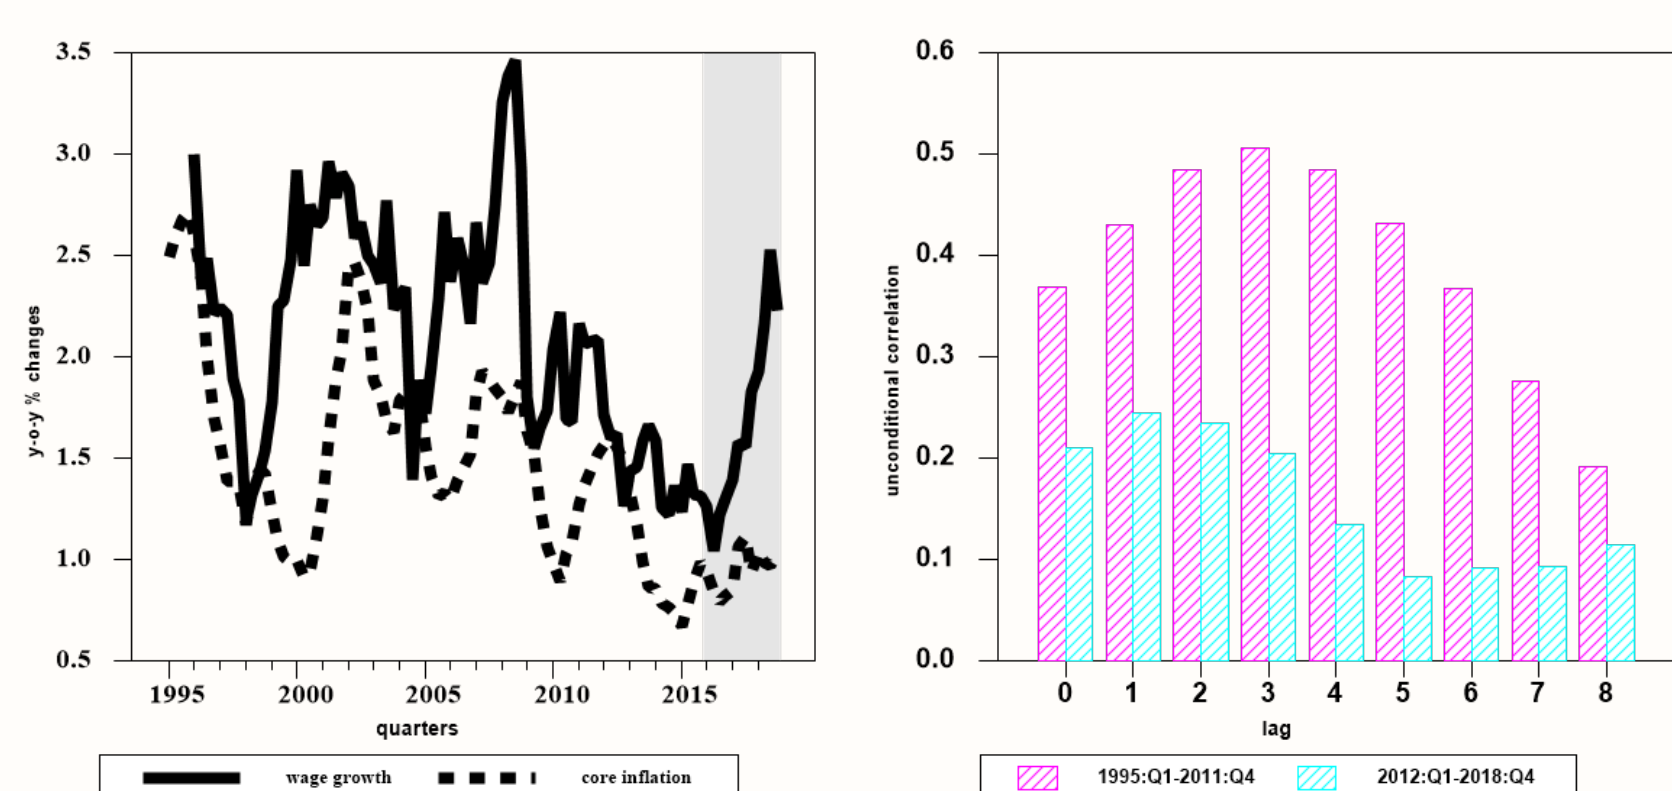 3.5
3.0
2.5
2.0
1.5
1.0
0.5
y-o-y % changes
1995 2000 2005 2010 2015
quarters
wage growth core inflation
0.6
0.5
0.4
0.3
0.2
0.1
0.0
unconditional correlation
0 1 2 3 4 5 6 7 8
lag
1995:Q1-2011:Q4 2012:Q1-2018:Q4